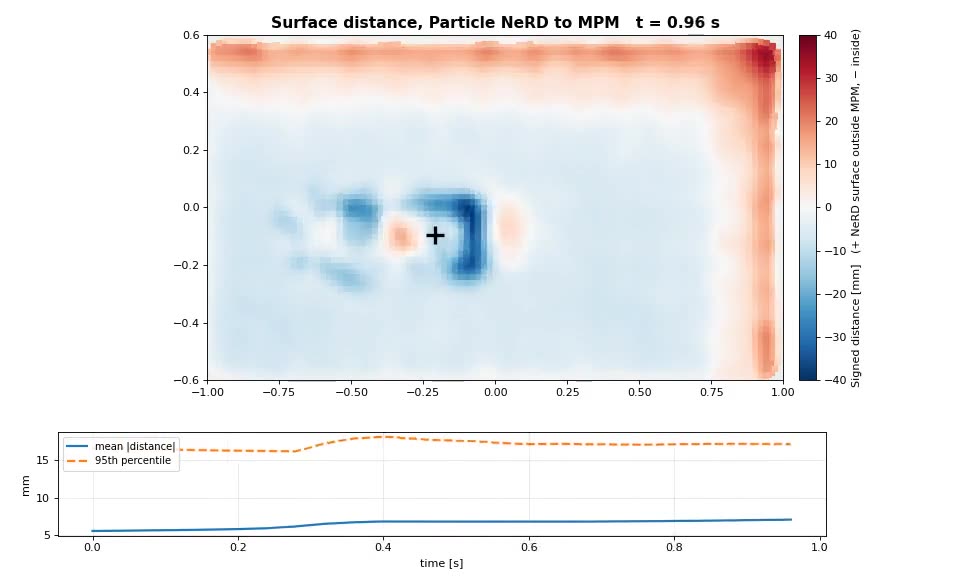 Surface distance, Particle NeRD to MPM   t = 0.96 s
0.6
0.4
0.2
0.0
−0.2
−0.4
−0.6
−1.00 −0.75 −0.50 −0.25 0.00 0.25 0.50 0.75 1.00
40
30
20
10
0
−10
−20
−30
−40
Signed distance [mm]   (+ NeRD surface outside MPM, − inside)
mean |distance|
95th percentile
15
10
5
mm
0.0 0.2 0.4 0.6 0.8 1.0
time [s]